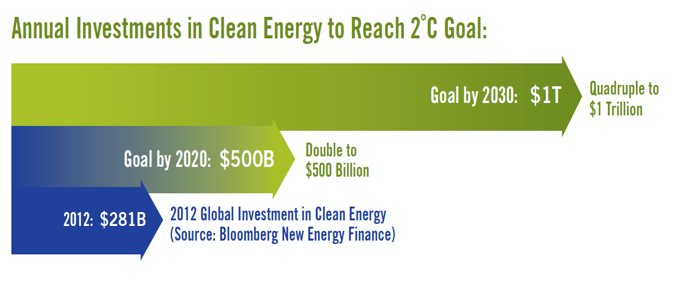 Annual Investments in Clean Energy to Reach 2°C Goal:
Goal by 2030: $1T
Quadruple to
$1 Trillion
Goal by 2020: $500B
Double to
$500 Billion
2012: $281B
2012 Global Investment in Clean Energy
(Source: Bloomberg New Energy Finance)